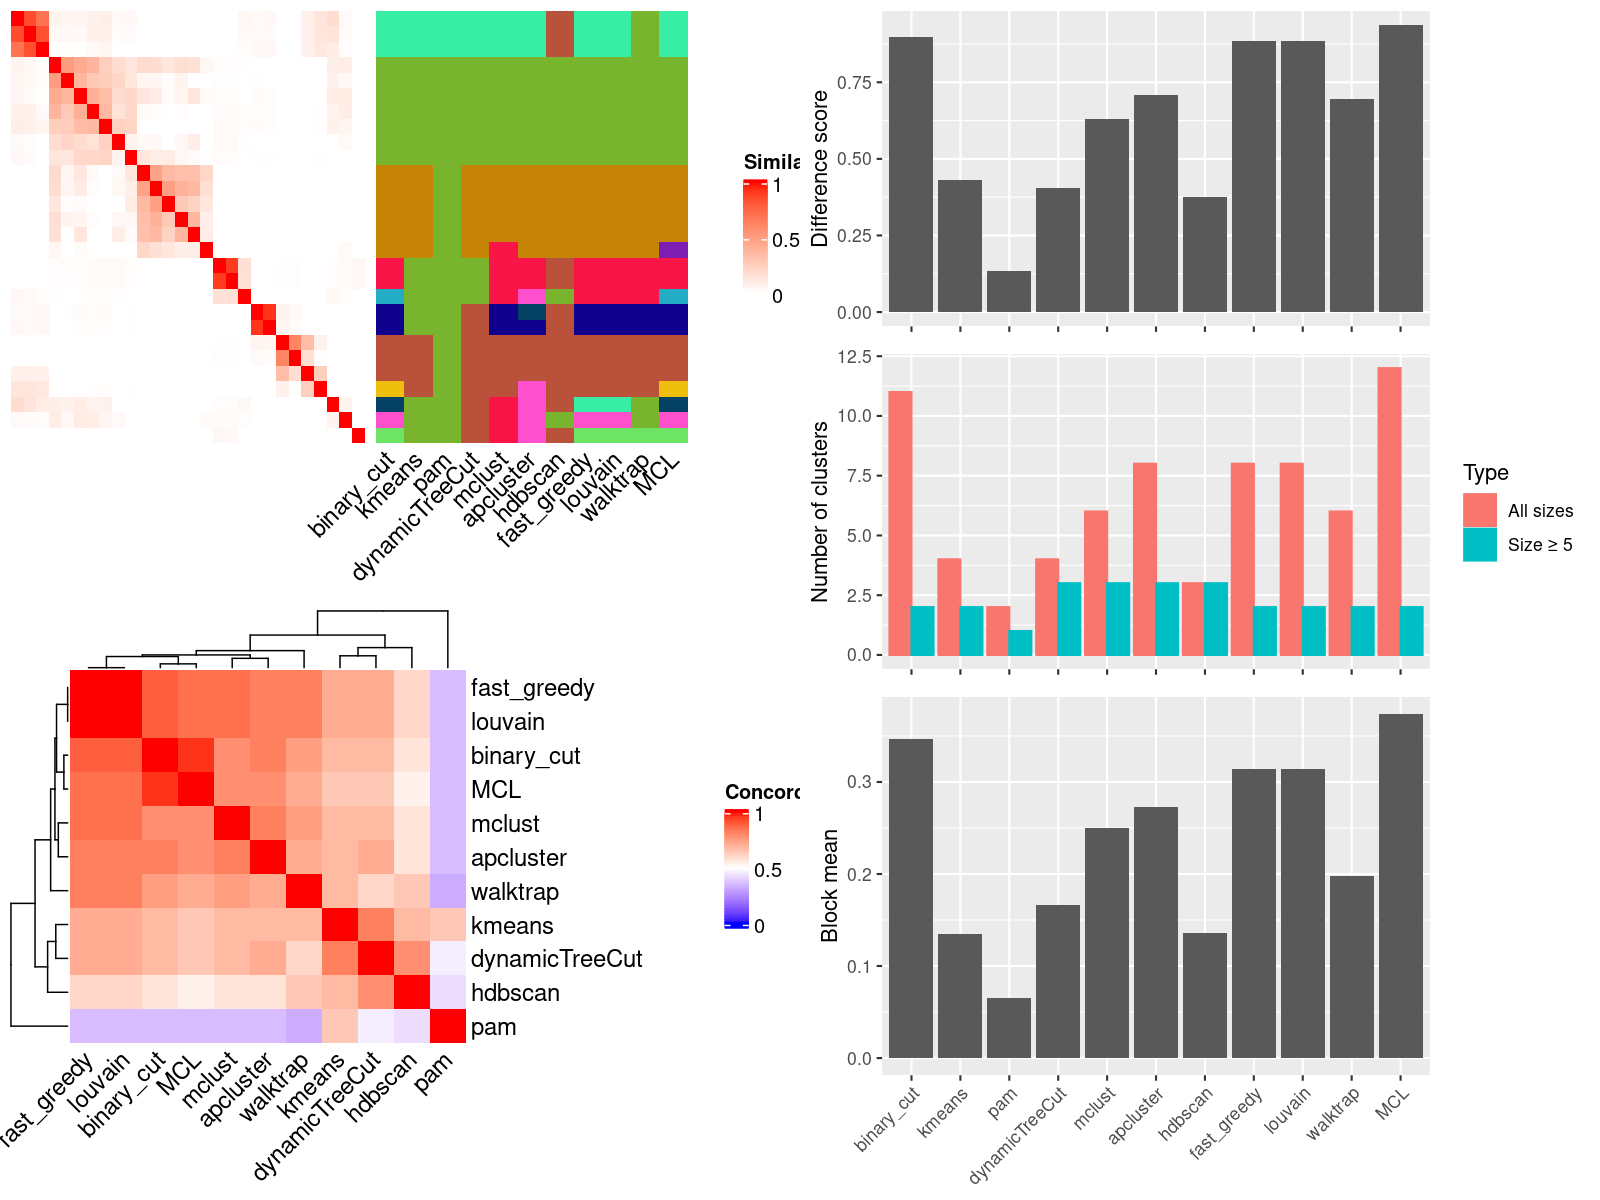 Simila
1
0.5
0
binary_cut
kmeans
pam
dynamicTreeCut
mclust
apcluster
hdbscan
fast_greedy
louvain
walktrap
MCL
fast_greedy
louvain
binary_cut
MCL
mclust
apcluster
walktrap
kmeans
dynamicTreeCut
hdbscan
pam
fast_greedy
louvain
binary_cut
MCL
mclust
apcluster
walktrap
kmeans
dynamicTreeCut
hdbscan
pam
Concord
1
0.5
0
Difference score
0.75
0.50
0.25
0.00
Number of clusters
12.5
10.0
7.5
5.0
2.5
0.0
Type
All sizes
Size ≥ 5
Block mean
0.3
0.2
0.1
0.0
binary_cut
kmeans
pam
dynamicTreeCut
mclust
apcluster
hdbscan
fast_greedy
louvain
walktrap
MCL